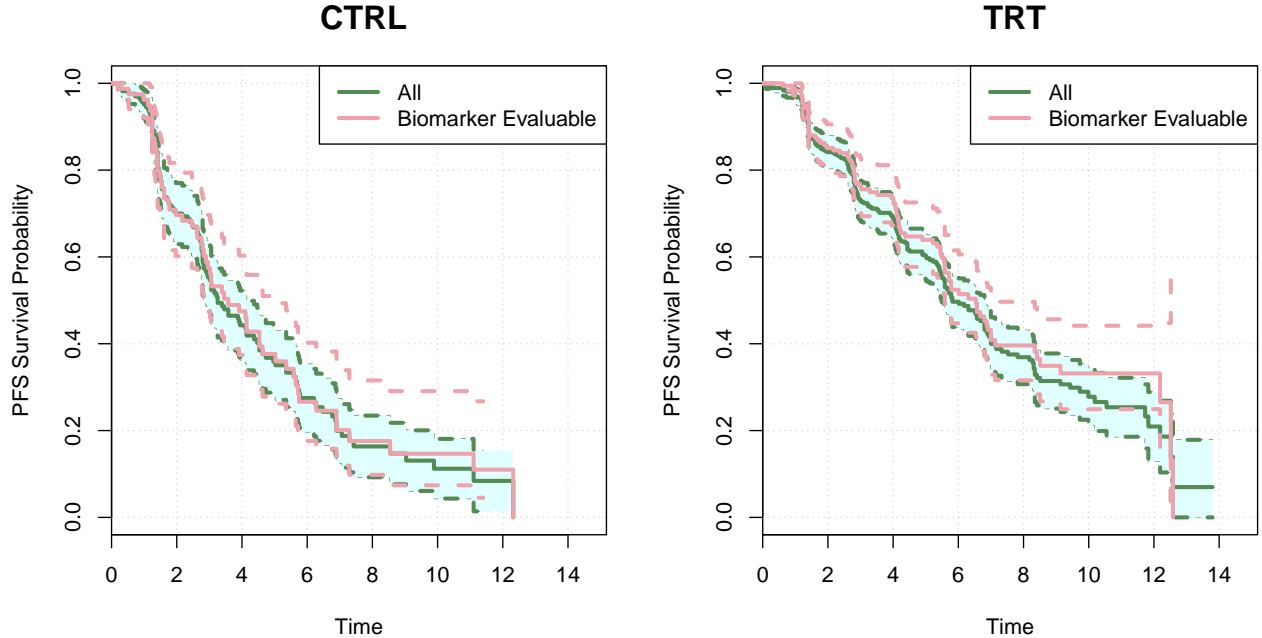 CTRL
All
Biomarker Evaluable
PFS Survival Probability
1.0
0.8
0.6
0.4
0.2
0.0
0 2 4 6 8 10 12 14
Time
TRT
All
Biomarker Evaluable
PFS Survival Probability
1.0
0.8
0.6
0.4
0.2
0.0
0 2 4 6 8 10 12 14
Time